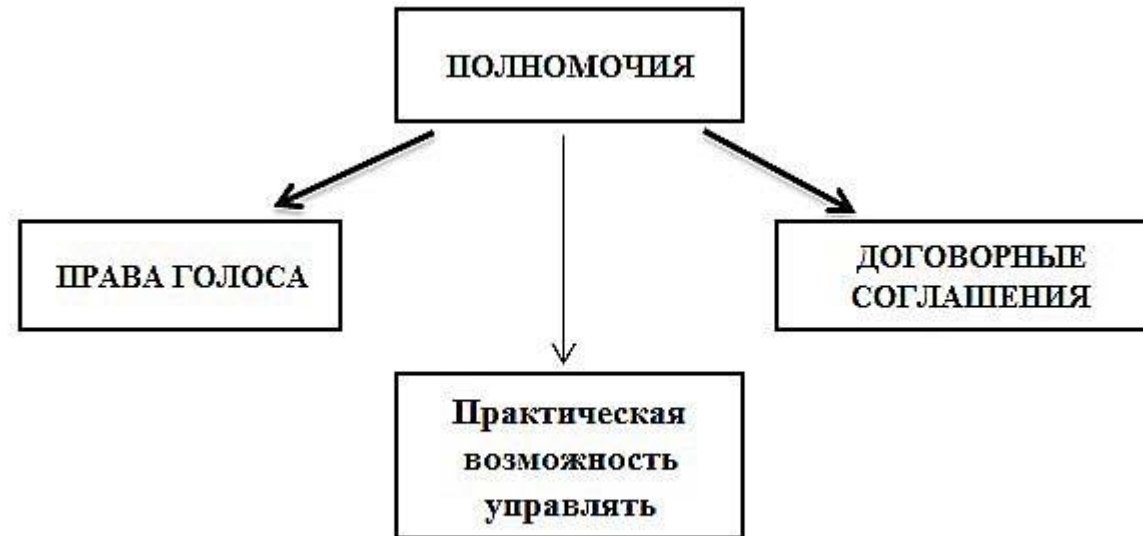 ПОЛНОМОЧИЯ
ПРАВА ГОЛОСА
ДОГОВОРНЫЕ
СОГЛАШЕНИЯ
Практическая
возможность
управлять